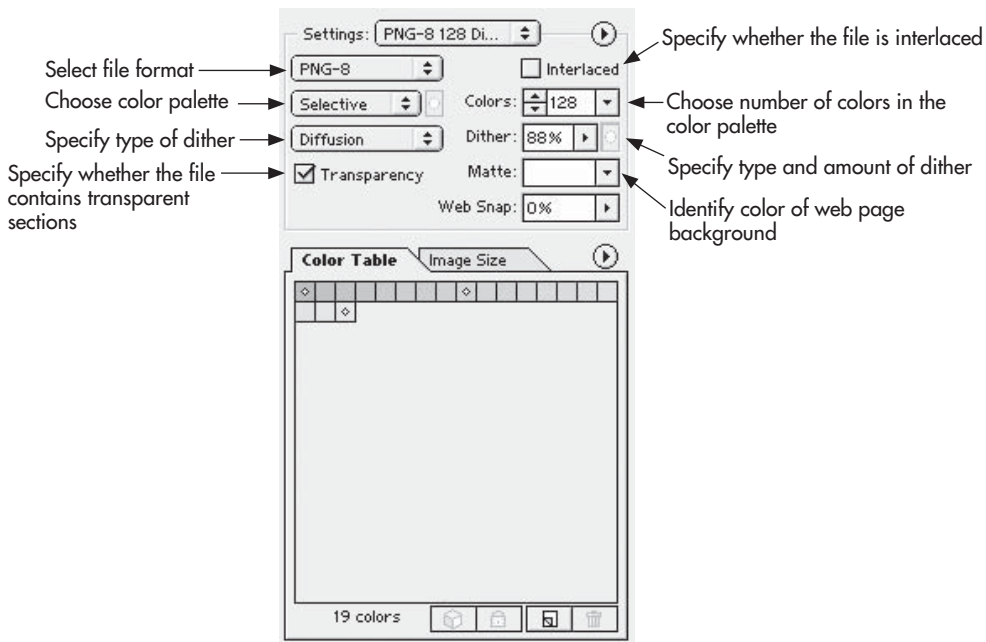 Settings: PNG-8 128 Di...
Specify whether the file is interlaced
Select file format
PNG-8
Interlaced
Choose color palette
Selective
Colors: 128
Choose number of colors in the
color palette
Specify type of dither
Diffusion
Dither: 88%
Specify type and amount of dither
Specify whether the file
contains transparent
sections
Transparency
Matte:
Identify color of web page
background
Web Snap: 0%
Color Table
Image Size
19 colors